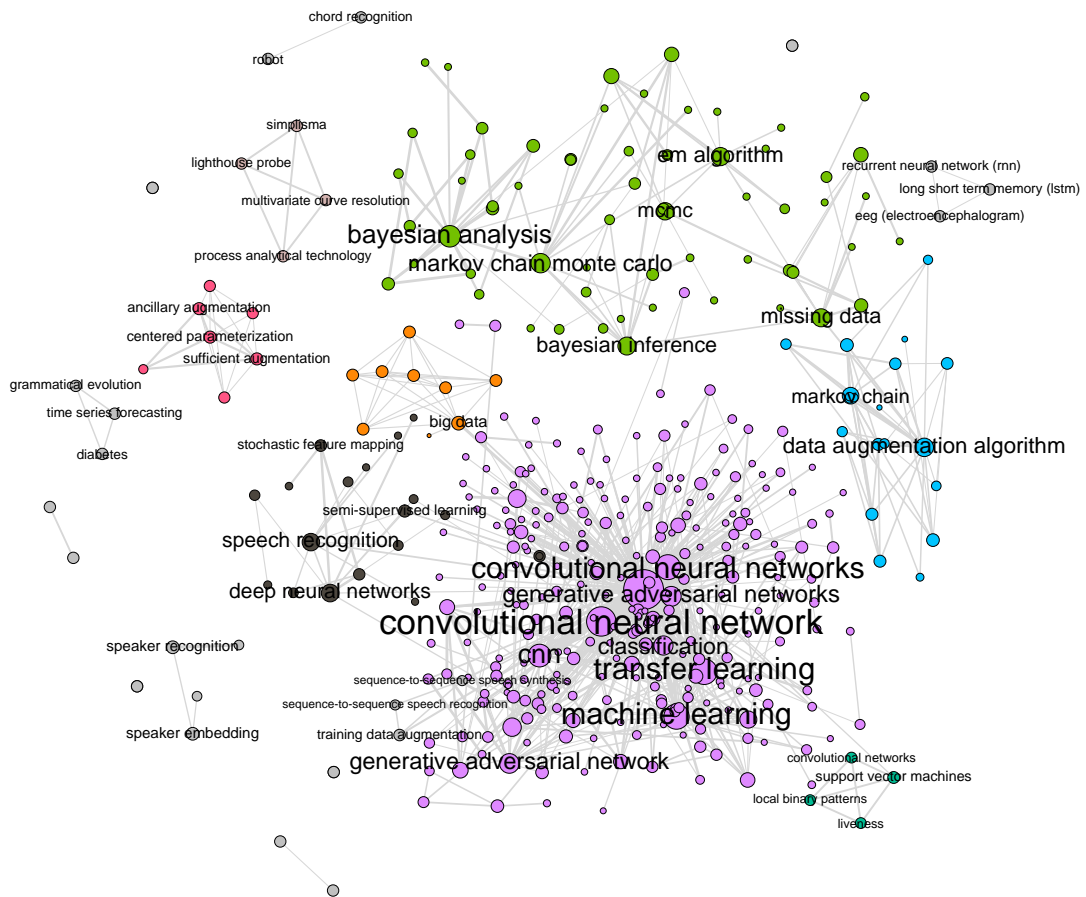 chord recognition
robot
simplisma
lighthouse probe
multivariate curve resolution
process analytical technology
em algorithm
mcmc
bayesian analysis
markov chain monte carlo
recurrent neural network (rnn)
long short term memory (lstm)
eeg (electroencephalogram)
missing data
bayesian inference
ancillary augmentation
centered parameterization
sufficient augmentation
grammatical evolution
time series forecasting
diabetes
big data
stochastic feature mapping
markov chain
data augmentation algorithm
semi-supervised learning
speech recognition
deep neural networks
convolutional neural networks
generative adversarial networks
convolutional neural network
classification
cnn
transfer learning
machine learning
speaker recognition
sequence-to-sequence speech synthesis
sequence-to-sequence speech recognition
training data augmentation
speaker embedding
generative adversarial network
convolutional networks
support vector machines
local binary patterns
liveness